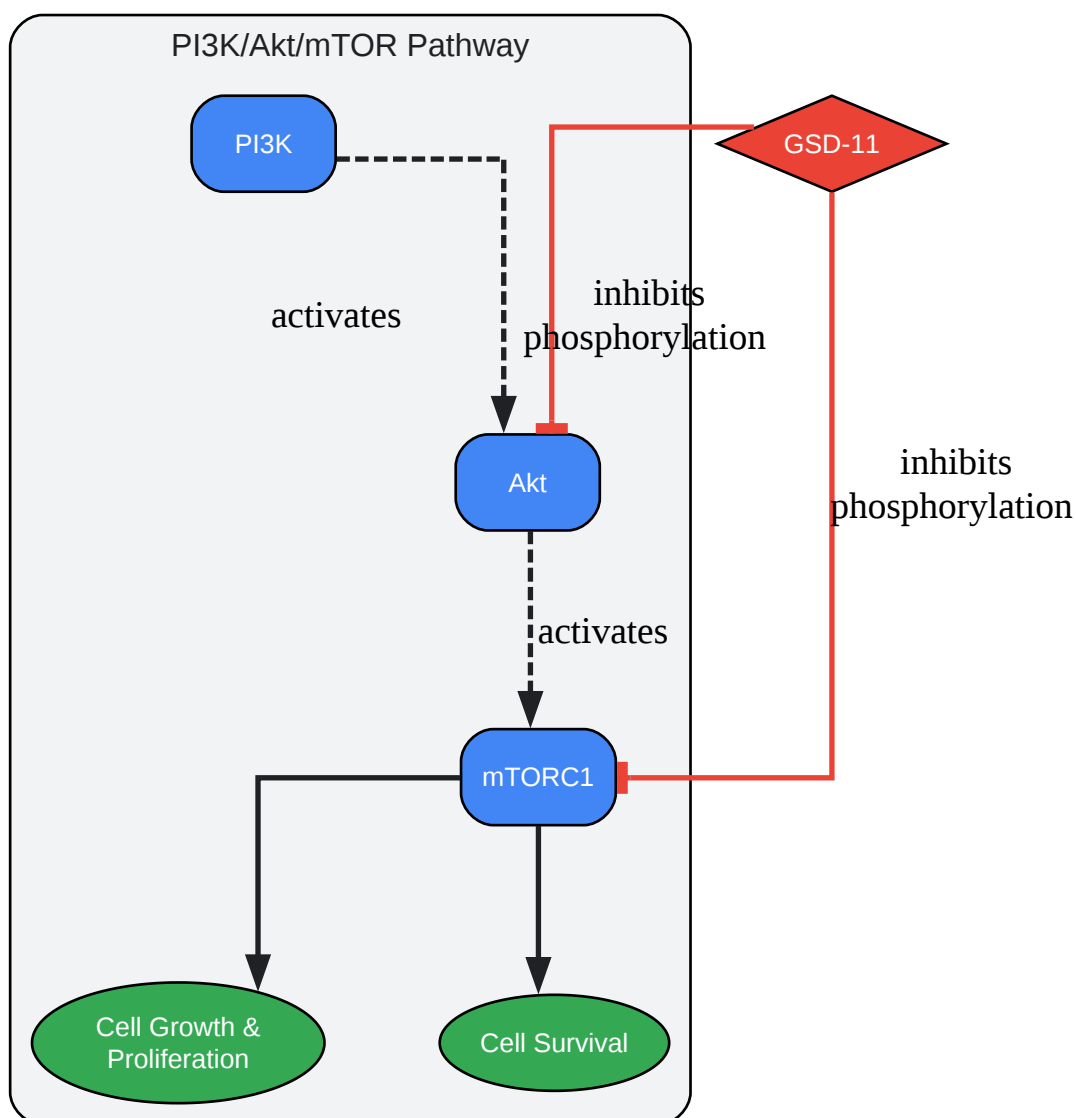 PI3K/Akt/mTOR Pathway
PI3K
GSD-11
activates
inhibits
phosphorylation
Akt
inhibits
phosphorylation
activates
mTORC1
Cell Growth &
Proliferation
Cell Survival